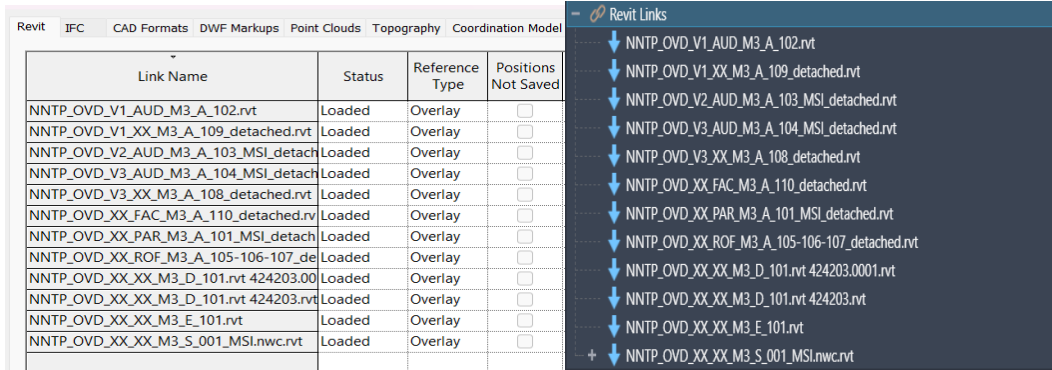 Revit IFC CAD Formats DWF Markups Point Clouds Topography Coordination Model
Link Name Status Reference Type Positions Not Saved
NNTP_OVD_V1_AUD_M3_A_102.rvt Loaded Overlay
NNTP_OVD_V1_XX_M3_A_109_detached.rvt Loaded Overlay
NNTP_OVD_V2_AUD_M3_A_103_MSI_detach Loaded Overlay
NNTP_OVD_V3_AUD_M3_A_104_MSI_detach Loaded Overlay
NNTP_OVD_V3_XX_M3_A_108_detached.rvt Loaded Overlay
NNTP_OVD_XX_FAC_M3_A_110_detached.rv Loaded Overlay
NNTP_OVD_XX_PAR_M3_A_101_MSI_detach Loaded Overlay
NNTP_OVD_XX_ROF_M3_A_105-106-107_de Loaded Overlay
NNTP_OVD_XX_XX_M3_D_101.rvt 424203.00 Loaded Overlay
NNTP_OVD_XX_XX_M3_D_101.rvt 424203.rvt Loaded Overlay
NNTP_OVD_XX_XX_M3_E_101.rvt Loaded Overlay
NNTP_OVD_XX_XX_M3_S_001_MSI.nwc.rvt Loaded Overlay
Revit Links
NNTP_OVD_V1_AUD_M3_A_102.rvt
NNTP_OVD_V1_XX_M3_A_109_detached.rvt
NNTP_OVD_V2_AUD_M3_A_103_MSI_detached.rvt
NNTP_OVD_V3_AUD_M3_A_104_MSI_detached.rvt
NNTP_OVD_V3_XX_M3_A_108_detached.rvt
NNTP_OVD_XX_FAC_M3_A_110_detached.rvt
NNTP_OVD_XX_PAR_M3_A_101_MSI_detached.rvt
NNTP_OVD_XX_ROF_M3_A_105-106-107_detached.rvt
NNTP_OVD_XX_XX_M3_D_101.rvt 424203.0001.rvt
NNTP_OVD_XX_XX_M3_D_101.rvt 424203.rvt
NNTP_OVD_XX_XX_M3_E_101.rvt
NNTP_OVD_XX_XX_M3_S_001_MSI.nwc.rvt